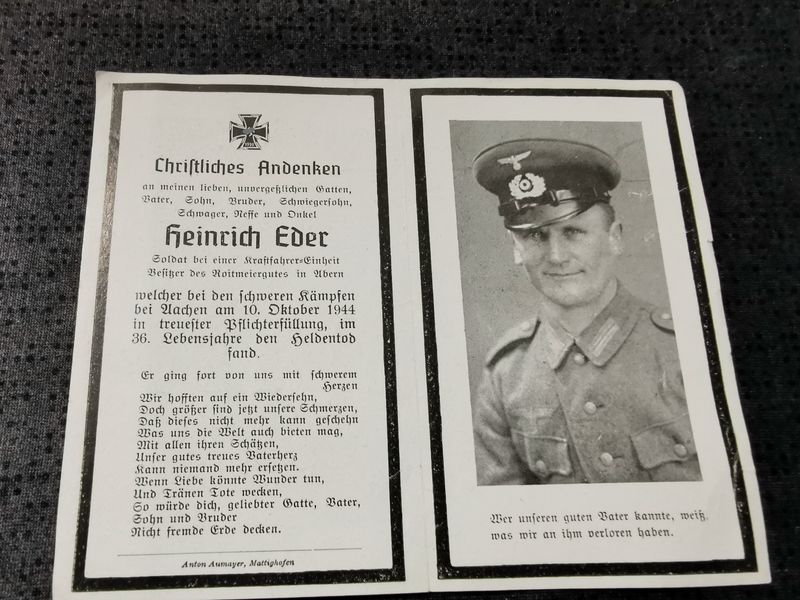 Christliches Andenken
an meinen lieben, unvergeßlichen Gatten,
Vater, Sohn, Bruder, Schwiegersohn,
Schwager, Neffe und Onkel
Heinrich Eder
Soldat bei einer Kraftfahrer-Einheit
Besitzer des Roitmeiergutes in Abern
welcher bei den schweren Kämpfen
bei Aachen am 10. Oktober 1944
in treuester Pflichterfüllung, im
36. Lebensjahre den Heldentod
fand.
Er ging fort von uns mit schwerem
Herzen
Wir hofften auf ein Wiedersehn,
Doch größer sind jetzt unsere Schmerzen,
Daß dieses nicht mehr kann geschehn
Was uns die Welt auch bieten mag,
Mit allen ihren Schätzen,
Unser gutes treues Vaterherz
Kann niemand mehr ersetzen.
Wenn Liebe könnte Wunder tun,
Und Tränen Tote wecken,
So würde dich, geliebter Gatte, Vater,
Sohn und Bruder
Nicht fremde Erde decken.
Anton Aumayer, Mattighofen
Wer unseren guten Vater kannte, weiß,
was wir an ihm verloren haben.